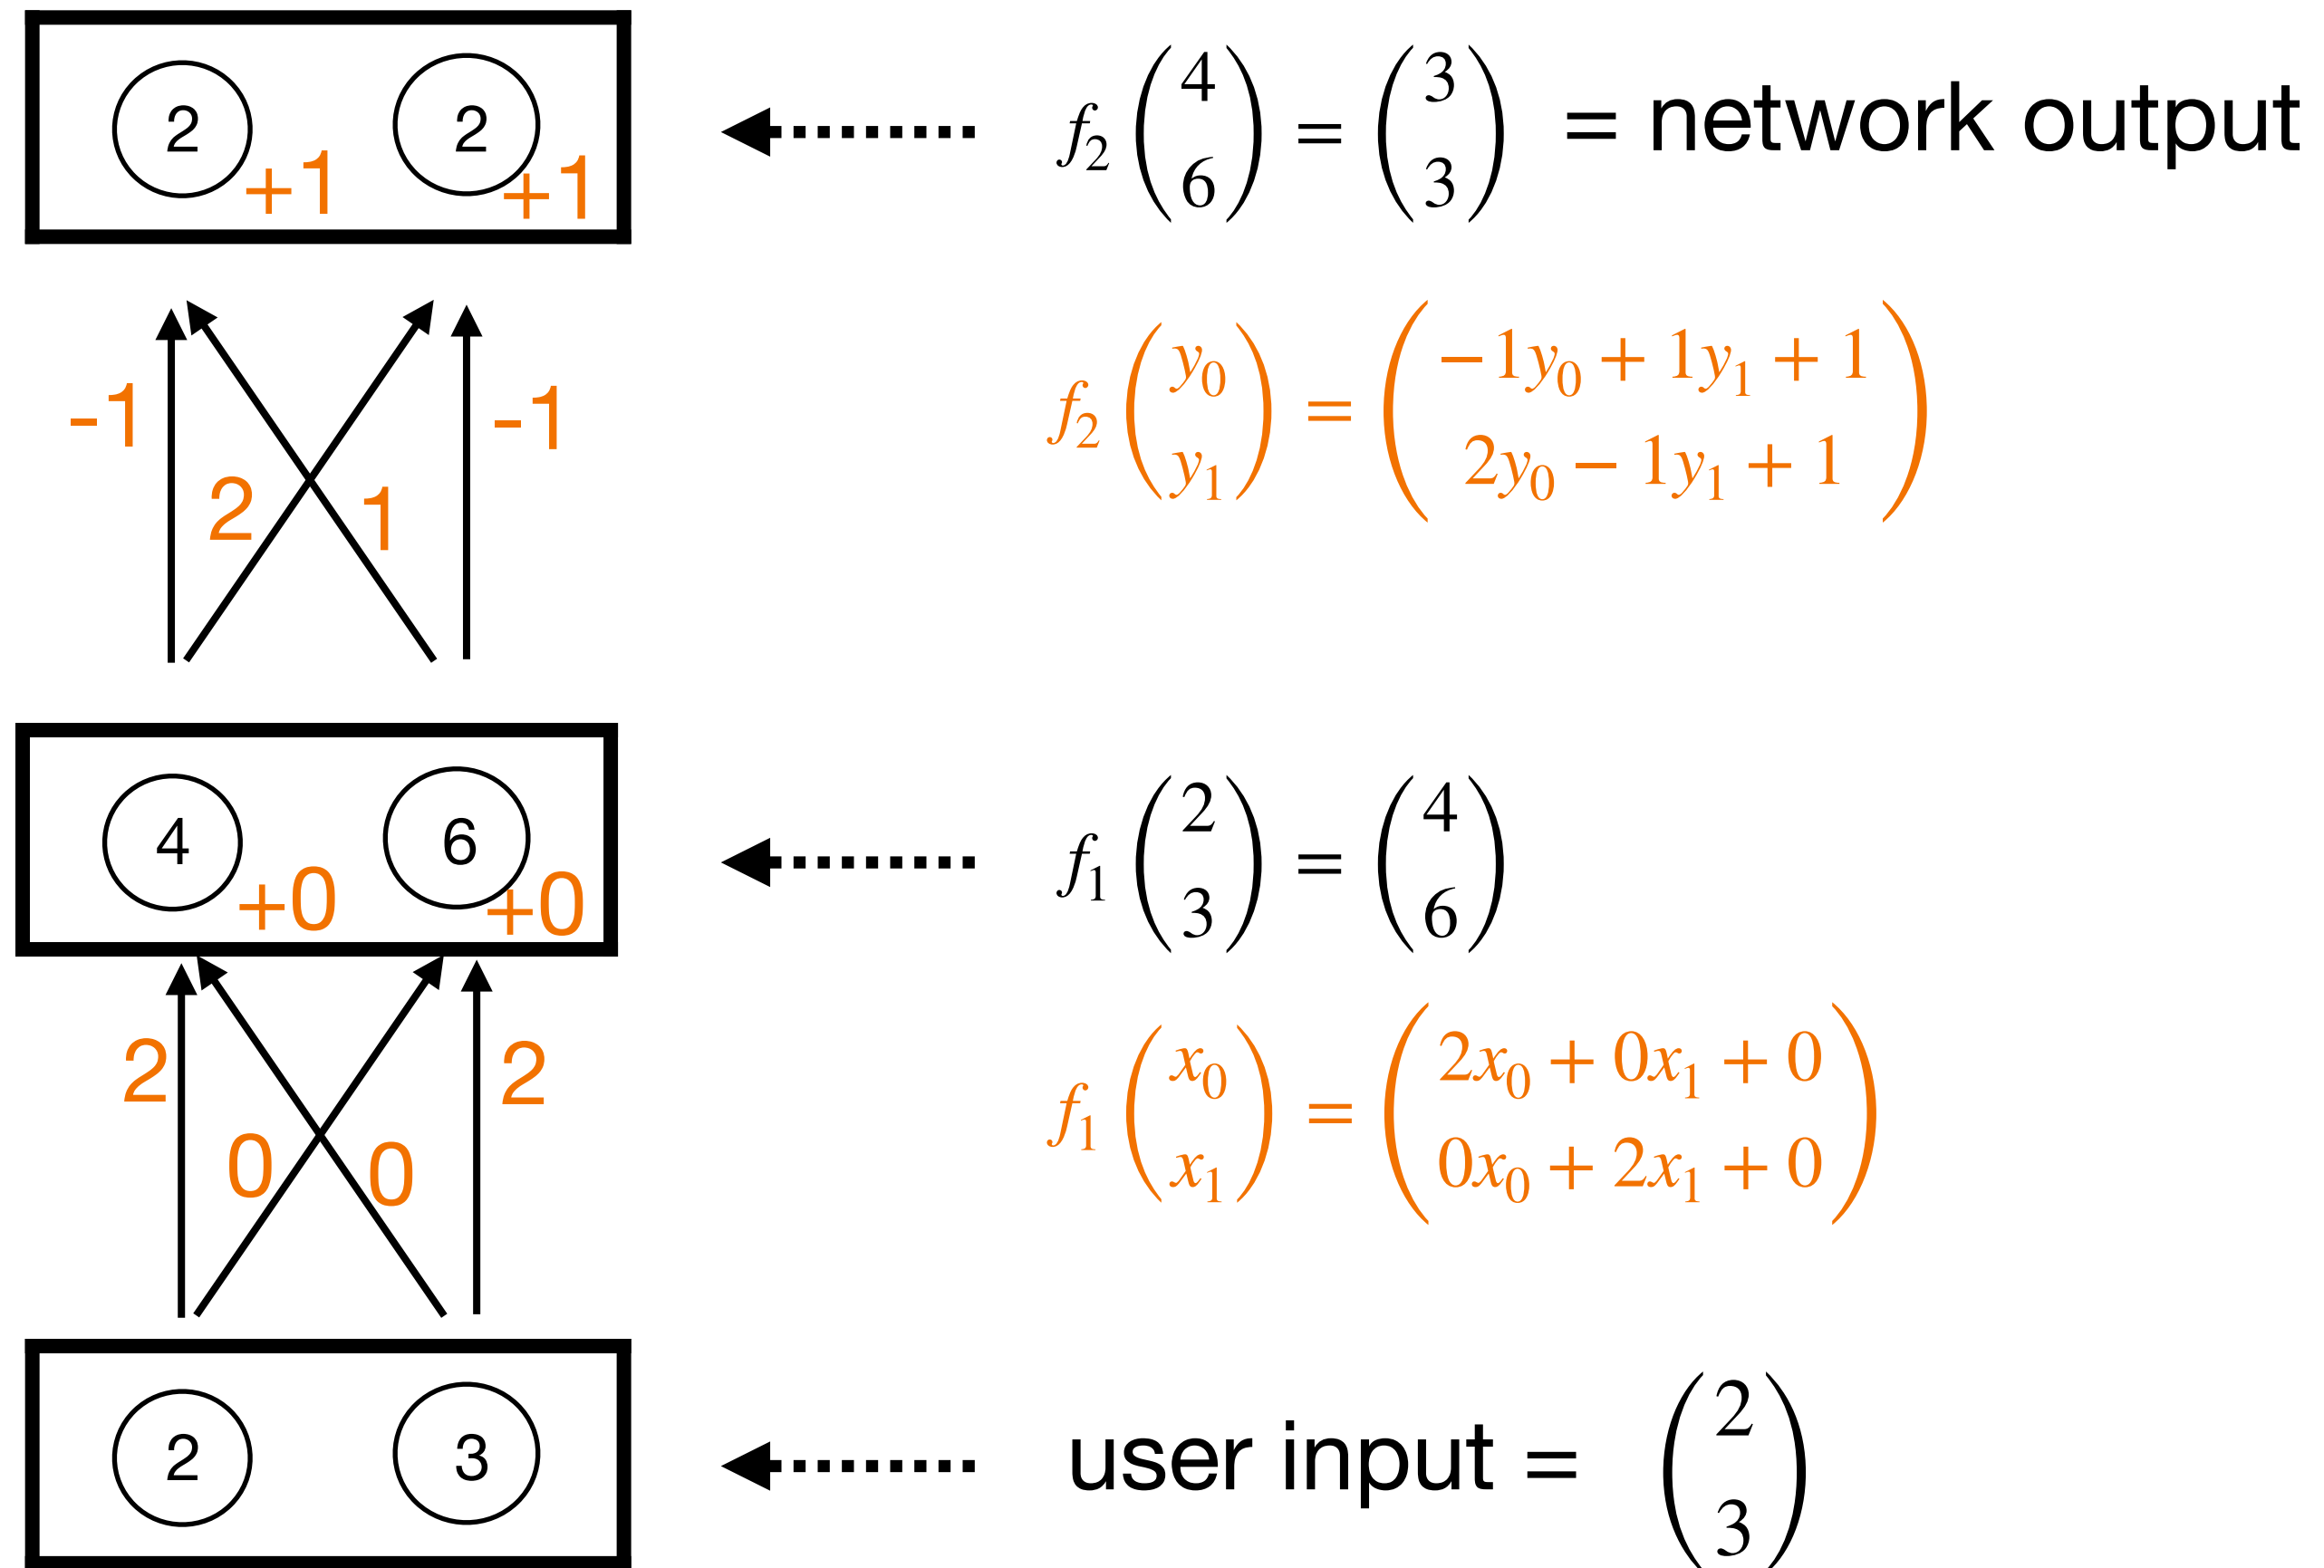 2 +1 2 +1
f₂ (4 6) = (3 3) = network output
-1 2 1 -1
f₂ (y₀ y₁) = (−1y₀ + 1y₁ + 1
2y₀ − 1y₁ + 1)
4 +0 6 +0
f₁ (2 3) = (4 6)
2 0 0 2
f₁ (x₀ x₁) = (2x₀ + 0x₁ + 0
0x₀ + 2x₁ + 0)
2 3
user input = (2 3)